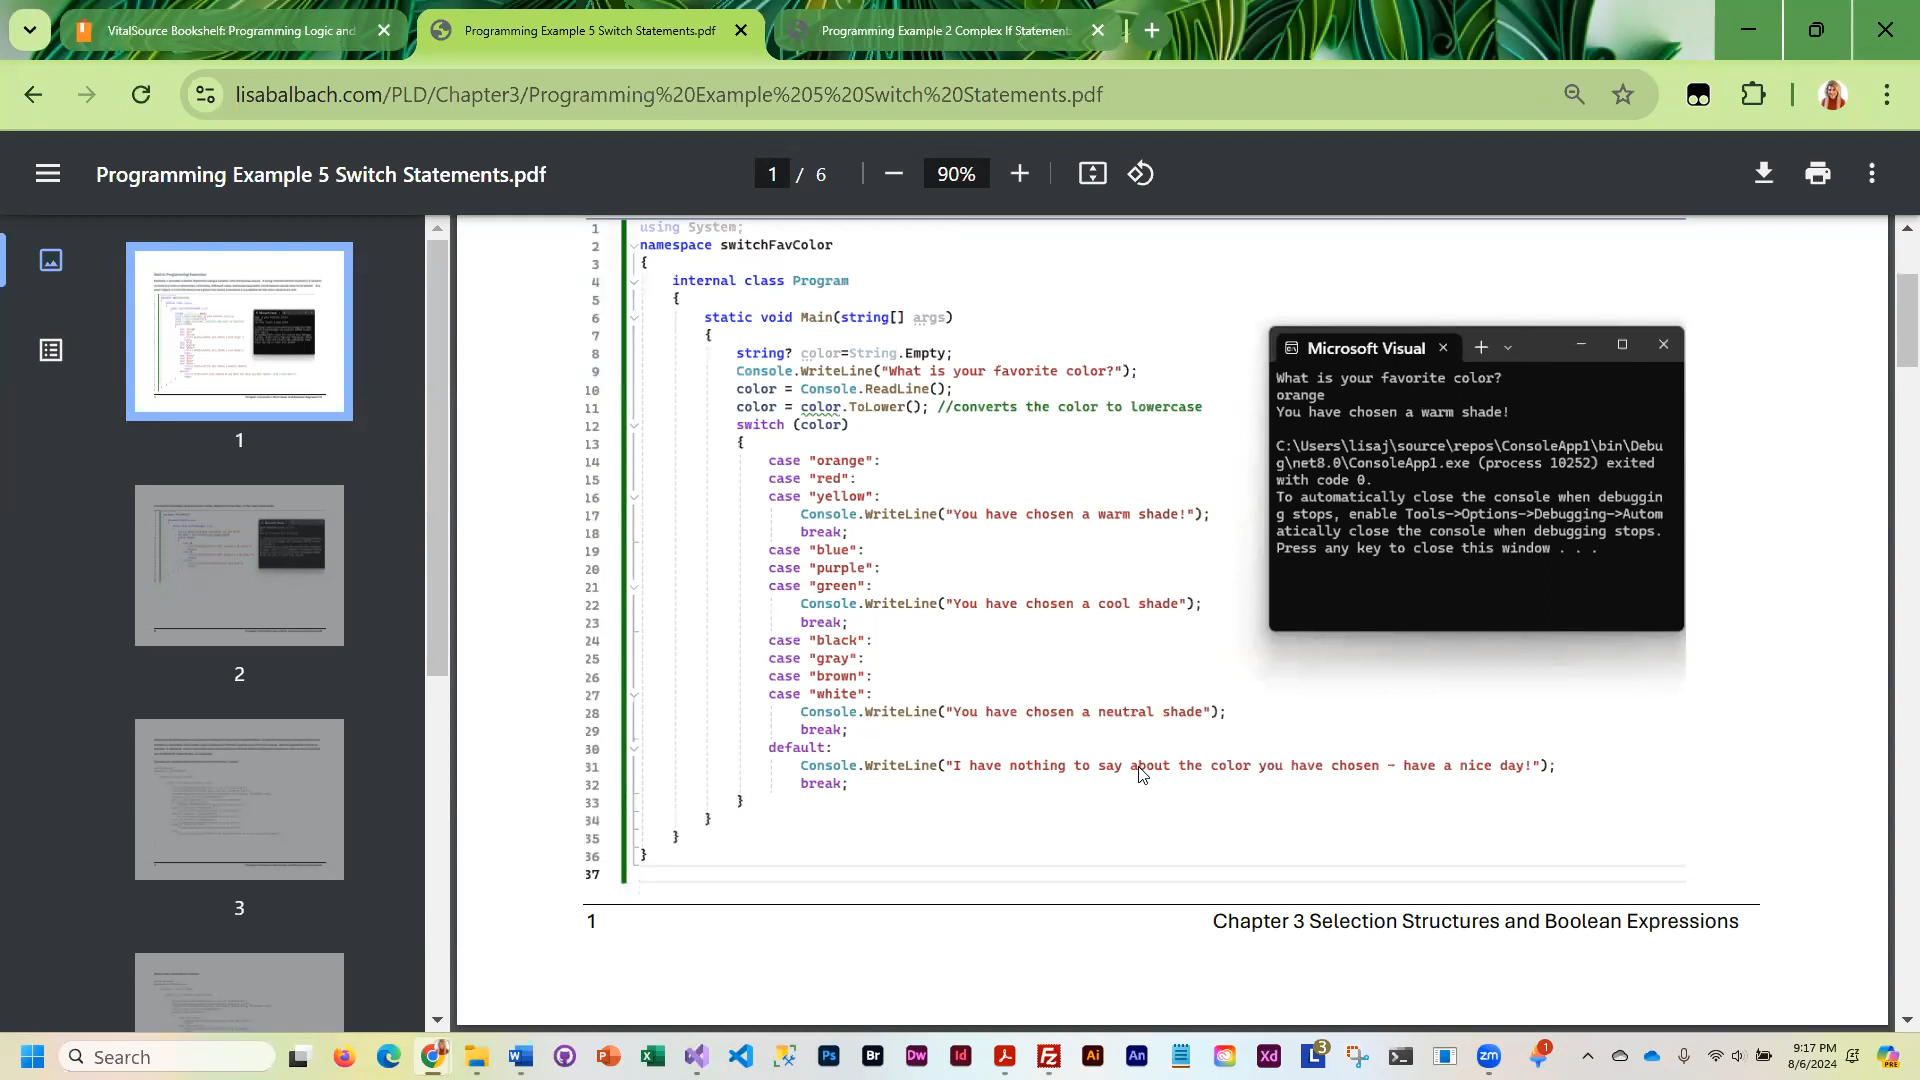 VitalSource Bookshelf: Programming Logic and
Programming Example 5 Switch Statements.pdf
Programming Example 2 Complex If Statement
lisabalbach.com/PLD/Chapter3/Programming%20Example%205%20Switch%20Statements.pdf
Programming Example 5 Switch Statements.pdf
1 / 6
90%
1
2
3
1 using System;
2 namespace switchFavColor
3 {
4 internal class Program
5 {
6 static void Main(string[] args)
7 {
8 string? color=String.Empty;
9 Console.WriteLine("What is your favorite color?");
10 color = Console.ReadLine();
11 color = color.ToLower(); //converts the color to lowercase
12 switch (color)
13 {
14 case "orange":
15 case "red":
16 case "yellow":
17 Console.WriteLine("You have chosen a warm shade!");
18 break;
19 case "blue":
20 case "purple":
21 case "green":
22 Console.WriteLine("You have chosen a cool shade");
23 break;
24 case "black":
25 case "gray":
26 case "brown":
27 case "white":
28 Console.WriteLine("You have chosen a neutral shade");
29 break;
30 default:
31 Console.WriteLine("I have nothing to say about the color you have chosen - have a nice day!");
32 break;
33 }
34 }
35 }
36 }
37
Microsoft Visual
What is your favorite color?
orange
You have chosen a warm shade!
C:\Users\lisaj\source\repos\ConsoleApp1\bin\Debu
g\net8.0\ConsoleApp1.exe (process 10252) exited
with code 0.
To automatically close the console when debuggin
g stops, enable Tools->Options->Debugging->Autom
atically close the console when debugging stops.
Press any key to close this window . . .
1 Chapter 3 Selection Structures and Boolean Expressions
Search
Ps
Br
Dw
Id
Fz
Ai
An
Xd
L
3
zm
1
9:17 PM
8/6/2024
PRE